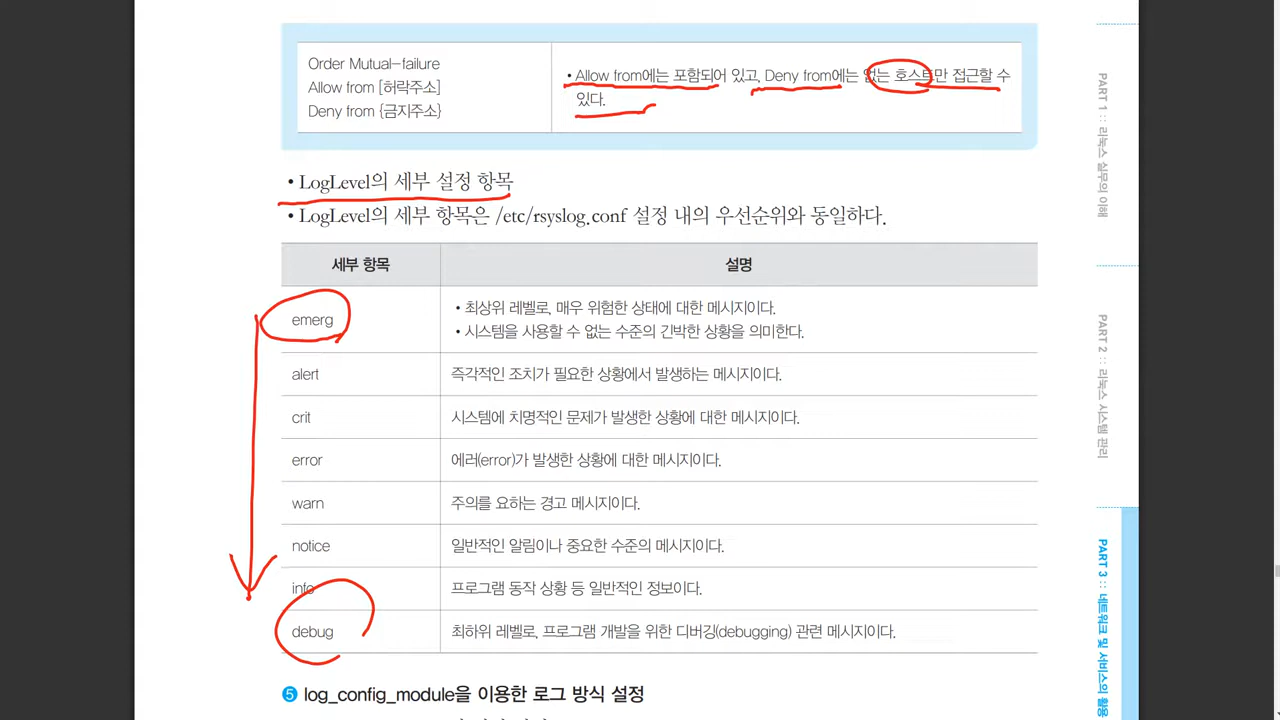 Order Mutual-failure
Allow from [허락주소]
Deny from {금지주소}
• Allow from에는 포함되어 있고, Deny from에는 없는 호스트만 접근할 수
있다.
• LogLevel의 세부 설정 항목
• LogLevel의 세부 항목은 /etc/rsyslog.conf 설정 내의 우선순위와 동일하다.
세부 항목 설명
emerg
• 최상위 레벨로, 매우 위험한 상태에 대한 메시지이다.
• 시스템을 사용할 수 없는 수준의 긴박한 상황을 의미한다.
alert 즉각적인 조치가 필요한 상황에서 발생하는 메시지이다.
crit 시스템에 치명적인 문제가 발생한 상황에 대한 메시지이다.
error 에러(error)가 발생한 상황에 대한 메시지이다.
warn 주의를 요하는 경고 메시지이다.
notice 일반적인 알림이나 중요한 수준의 메시지이다.
info 프로그램 동작 상황 등 일반적인 정보이다.
debug 최하위 레벨로, 프로그램 개발을 위한 디버깅(debugging) 관련 메시지이다.
❺ log_config_module을 이용한 로그 방식 설정
PART 1 :: 리눅스 실무의 이해
PART 2 :: 리눅스 시스템 관리
PART 3 :: 네트워크 및 서비스의 활용